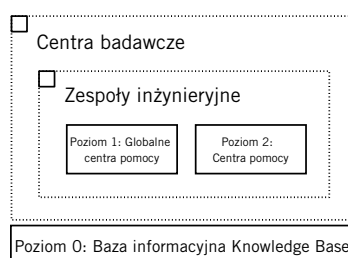 Centra badawcze
Zespoły inżynieryjne
Poziom 1: Globalne
centra pomocy
Poziom 2:
Centra pomocy
Poziom 0: Baza informacyjna Knowledge Base